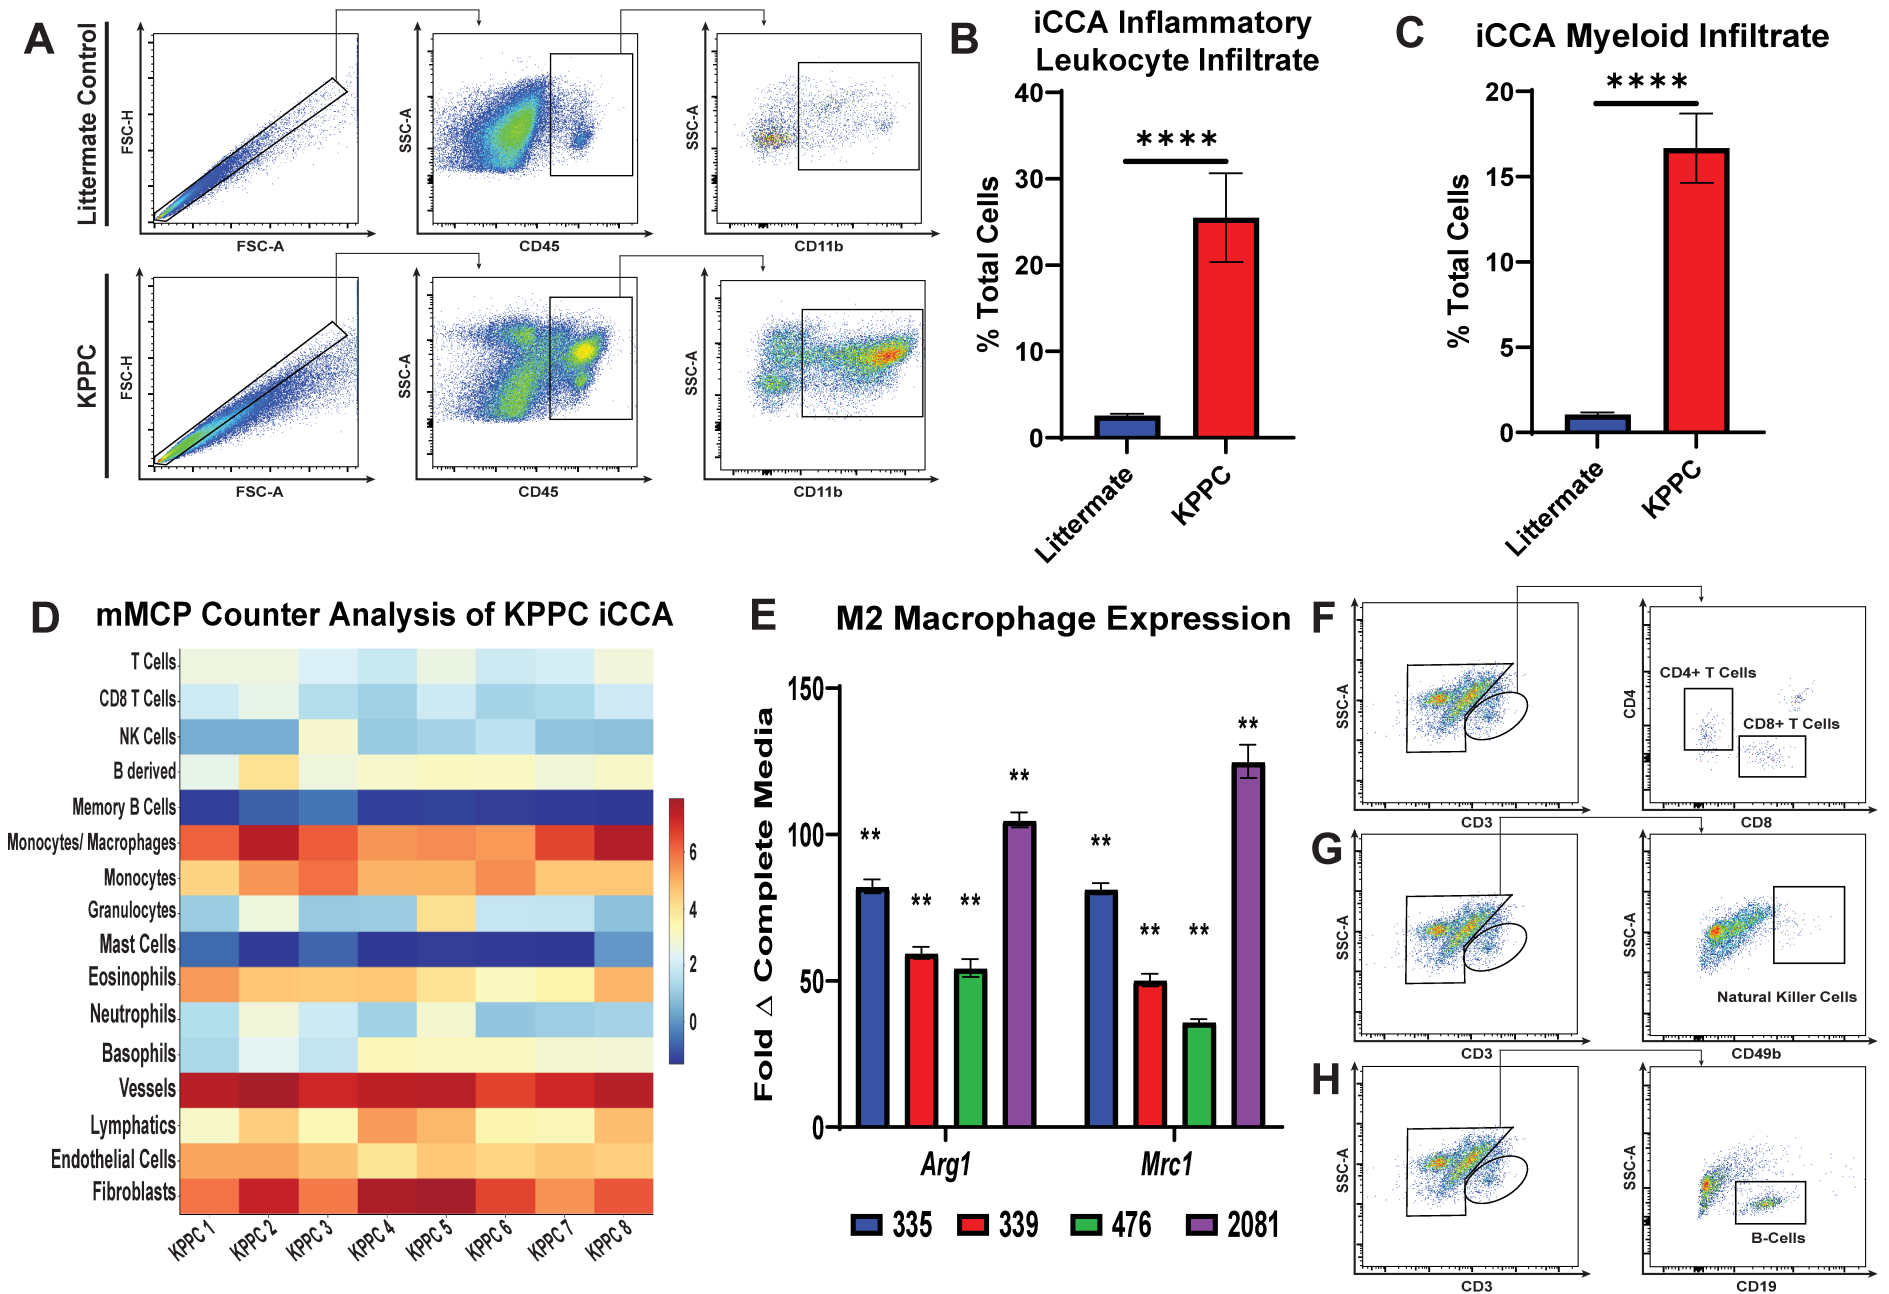 A
Littermate Control
FSC-H
FSC-A
SSC-A
CD45
SSC-A
CD11b
KPPC
FSC-H
FSC-A
SSC-A
CD45
SSC-A
CD11b
B
iCCA Inflammatory
Leukocyte Infiltrate
% Total Cells
40
30
20
10
0
****
Littermate
KPPC
C
iCCA Myeloid Infiltrate
% Total Cells
20
15
10
5
0
****
Littermate
KPPC
D
mMCP Counter Analysis of KPPC iCCA
T Cells
CD8 T Cells
NK Cells
B derived
Memory B Cells
Monocytes/ Macrophages
Monocytes
Granulocytes
Mast Cells
Eosinophils
Neutrophils
Basophils
Vessels
Lymphatics
Endothelial Cells
Fibroblasts
KPPC 1
KPPC 2
KPPC 3
KPPC 4
KPPC 5
KPPC 6
KPPC 7
KPPC 8
6
4
2
0
E
M2 Macrophage Expression
Fold Δ Complete Media
150
100
50
0
**
**
**
**
**
**
**
**
Arg1
Mrc1
335
339
476
2081
F
SSC-A
CD3
CD4
CD4+ T Cells
CD8+ T Cells
CD8
G
SSC-A
CD3
SSC-A
Natural Killer Cells
CD49b
H
SSC-A
CD3
SSC-A
B-Cells
CD19